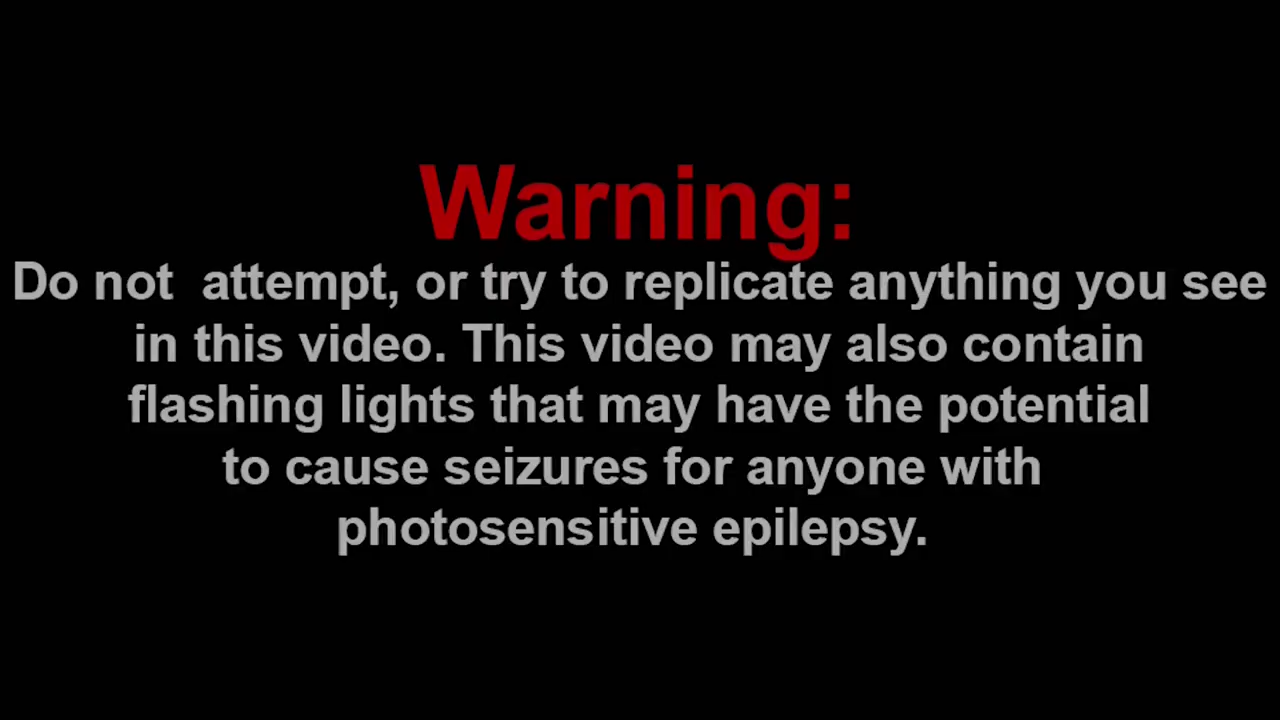 Warning:
Do not  attempt, or try to replicate anything you see
in this video. This video may also contain
flashing lights that may have the potential
to cause seizures for anyone with
photosensitive epilepsy.